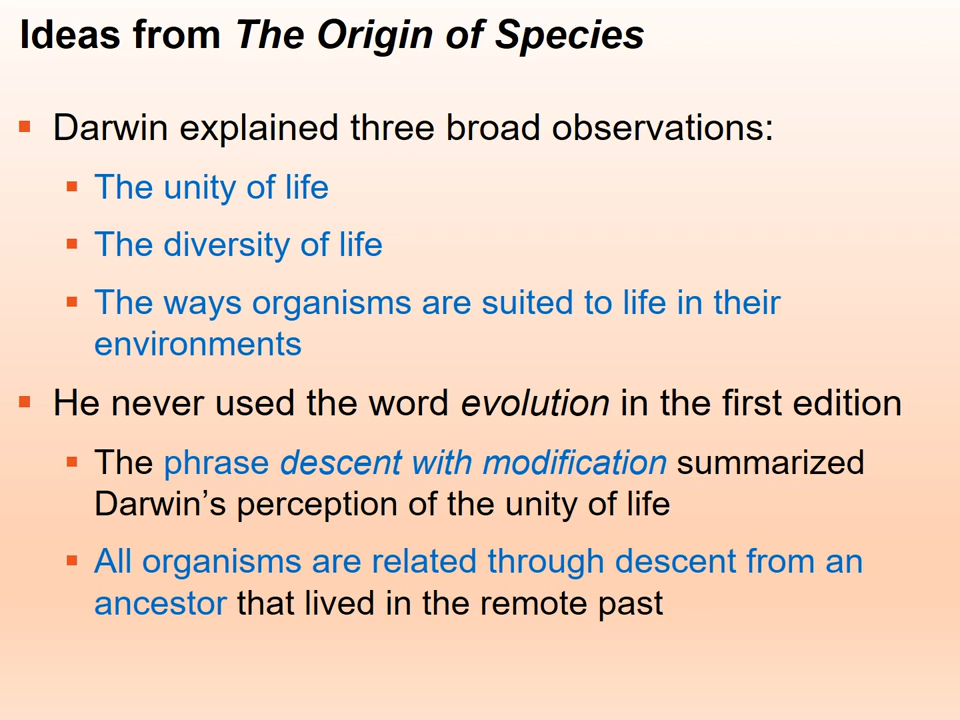 Ideas from The Origin of Species
▪ Darwin explained three broad observations:
▪ The unity of life
▪ The diversity of life
▪ The ways organisms are suited to life in their
environments
▪ He never used the word evolution in the first edition
▪ The phrase descent with modification summarized
Darwin’s perception of the unity of life
▪ All organisms are related through descent from an
ancestor that lived in the remote past